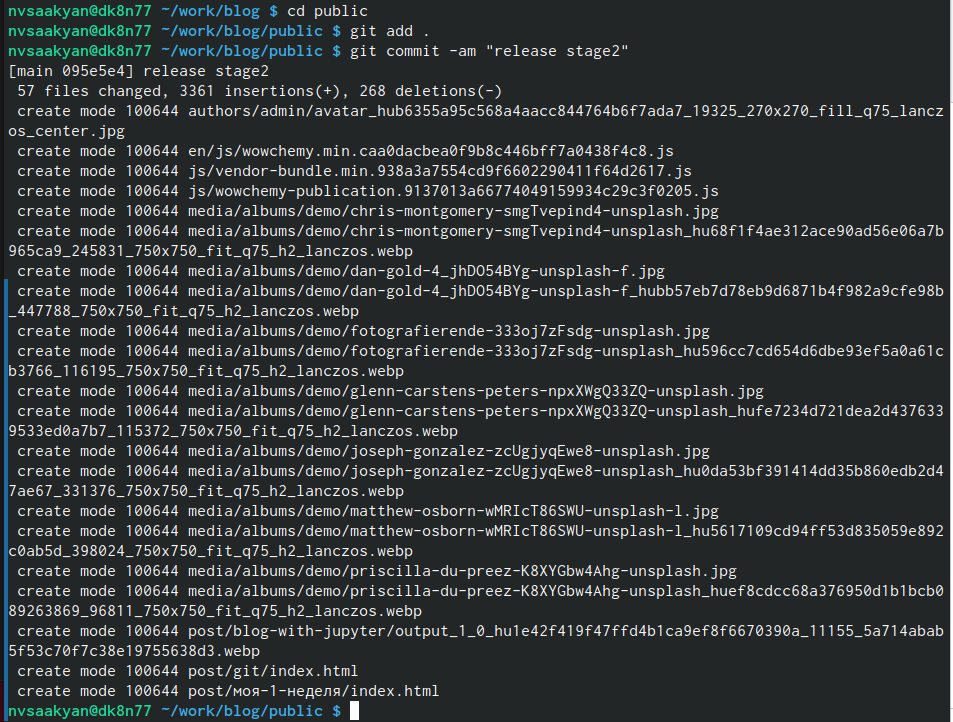 nvsaakyan@dk8n77 ~/work/blog $ cd public
nvsaakyan@dk8n77 ~/work/blog/public $ git add .
nvsaakyan@dk8n77 ~/work/blog/public $ git commit -am "release stage2"
[main 095e5e4] release stage2
 57 files changed, 3361 insertions(+), 268 deletions(-)
 create mode 100644 authors/admin/avatar_hub6355a95c568a4aacc844764b6f7ada7_19325_270x270_fill_q75_lancz
os_center.jpg
 create mode 100644 en/js/wowchemy.min.caa0dacbea0f9b8c446bff7a0438f4c8.js
 create mode 100644 js/vendor-bundle.min.938a3a7554cd9f6602290411f64d2617.js
 create mode 100644 js/wowchemy-publication.9137013a66774049159934c29c3f0205.js
 create mode 100644 media/albums/demo/chris-montgomery-smgTvepind4-unsplash.jpg
 create mode 100644 media/albums/demo/chris-montgomery-smgTvepind4-unsplash_hu68f1f4ae312ace90ad56e06a7b
965ca9_245831_750x750_fit_q75_h2_lanczos.webp
 create mode 100644 media/albums/demo/dan-gold-4_jhDO54BYg-unsplash-f.jpg
 create mode 100644 media/albums/demo/dan-gold-4_jhDO54BYg-unsplash-f_hubb57eb7d78eb9d6871b4f982a9cfe98b
_447788_750x750_fit_q75_h2_lanczos.webp
 create mode 100644 media/albums/demo/fotografierende-333oj7zFsdg-unsplash.jpg
 create mode 100644 media/albums/demo/fotografierende-333oj7zFsdg-unsplash_hu596cc7cd654d6dbe93ef5a0a61c
b3766_116195_750x750_fit_q75_h2_lanczos.webp
 create mode 100644 media/albums/demo/glenn-carstens-peters-npxXWgQ33ZQ-unsplash.jpg
 create mode 100644 media/albums/demo/glenn-carstens-peters-npxXWgQ33ZQ-unsplash_hufe7234d721dea2d437633
9533ed0a7b7_115372_750x750_fit_q75_h2_lanczos.webp
 create mode 100644 media/albums/demo/joseph-gonzalez-zcUgjyqEwe8-unsplash.jpg
 create mode 100644 media/albums/demo/joseph-gonzalez-zcUgjyqEwe8-unsplash_hu0da53bf391414dd35b860edb2d4
7ae67_331376_750x750_fit_q75_h2_lanczos.webp
 create mode 100644 media/albums/demo/matthew-osborn-wMRIcT86SWU-unsplash-l.jpg
 create mode 100644 media/albums/demo/matthew-osborn-wMRIcT86SWU-unsplash-l_hu5617109cd94ff53d835059e892
c0ab5d_398024_750x750_fit_q75_h2_lanczos.webp
 create mode 100644 media/albums/demo/priscilla-du-preez-K8XYGbw4Ahg-unsplash.jpg
 create mode 100644 media/albums/demo/priscilla-du-preez-K8XYGbw4Ahg-unsplash_huef8cdcc68a376950d1b1bcb0
89263869_96811_750x750_fit_q75_h2_lanczos.webp
 create mode 100644 post/blog-with-jupyter/output_1_0_hu1e42f419f47ffd4b1ca9ef8f6670390a_11155_5a714abab
5f53c70f7c38e19755638d3.webp
 create mode 100644 post/git/index.html
 create mode 100644 post/моя-1-неделя/index.html
nvsaakyan@dk8n77 ~/work/blog/public $